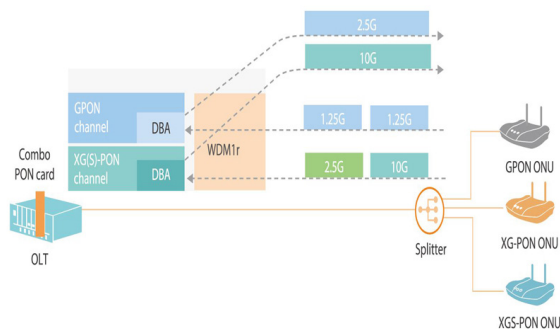 2.5G
10G
GPON
channel
DBA
1.25G
1.25G
WDM1r
XG(S)-PON
channel
DBA
2.5G
10G
Combo
PON card
OLT
Splitter
GPON ONU
XG-PON ONU
XGS-PON ONU